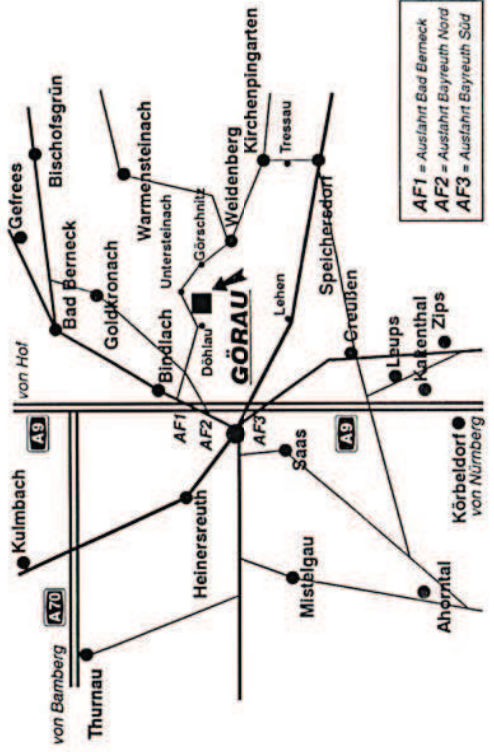 Gefrees
Bischofsgrün
Bad Berneck
Goldkronach
Warmensteinach
Bindlach
Untersteinach
Görschnitz
Weidenberg
Kirchenpingarten
Tressau
Döhlau
GÖRAU
Lehen
Speichersdorf
Creußen
Leups
Kaltenthal
Zips
von Hof
A9
AF1
AF2
AF3
A9
Körbeldorf
von Nürnberg
Kulmbach
Heinersreuth
Saas
Mistelgau
Ahorntal
A70
von Bamberg
Thurnau
AF1 = Ausfahrt Bad Berneck
AF2 = Ausfahrt Bayreuth Nord
AF3 = Ausfahrt Bayreuth Süd